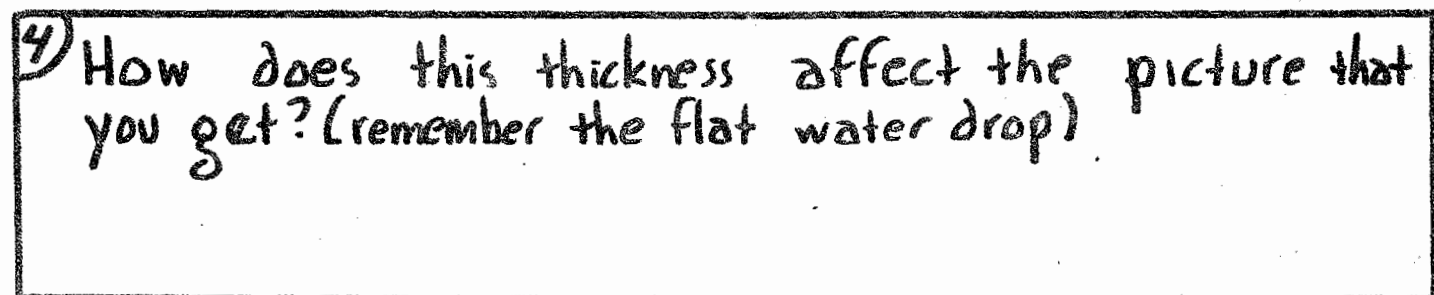 4) How does this thickness affect the picture that
you get? (remember the flat water drop)